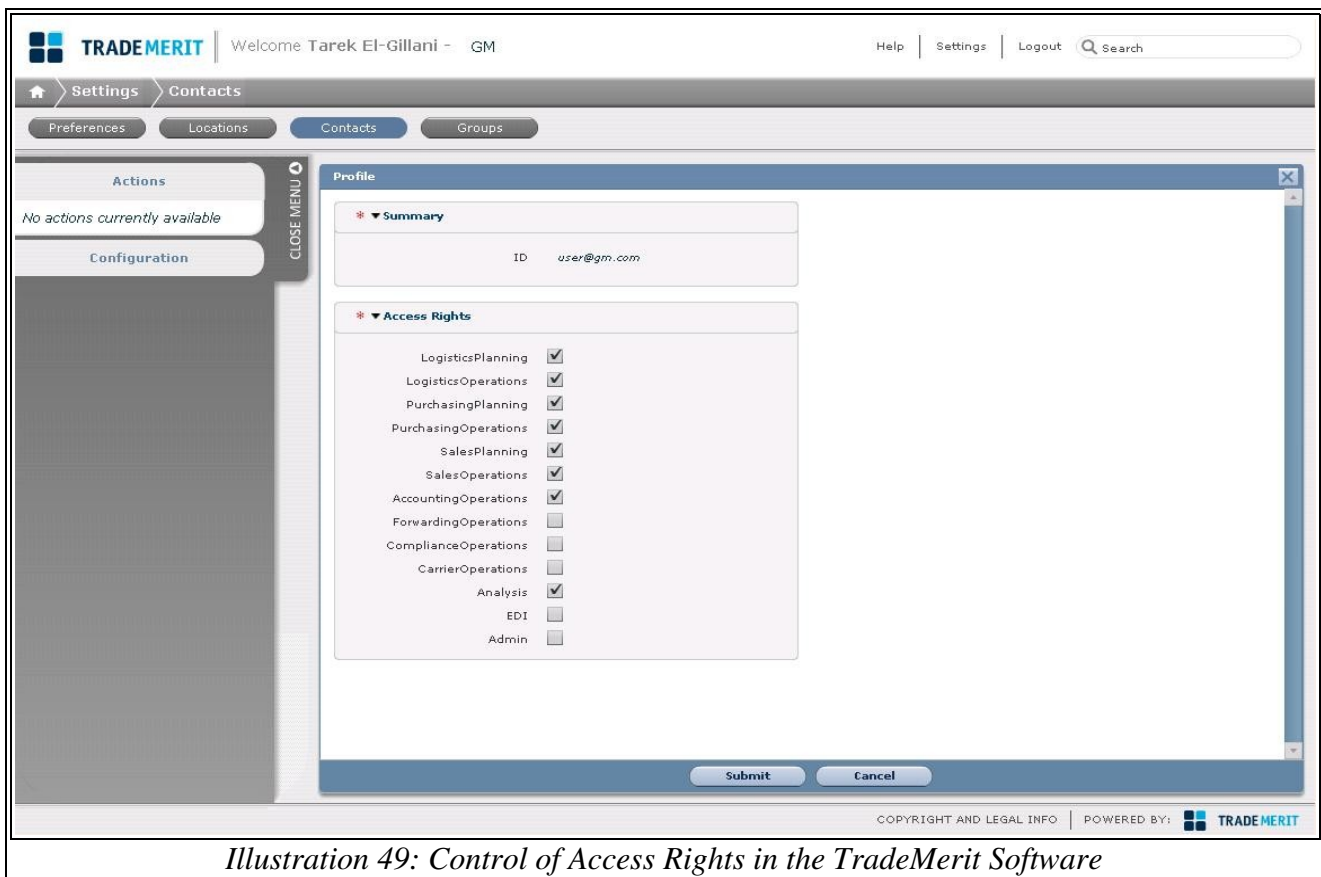 TRADEMERIT Welcome Tarek El-Gillani - GM Help Settings Logout Search
Settings Contacts
Preferences Locations Contacts Groups
Actions
No actions currently available
Configuration
CLOSE MENU
Profile
* Summary
ID user@gm.com
* Access Rights
LogisticsPlanning
LogisticsOperations
PurchasingPlanning
PurchasingOperations
SalesPlanning
SalesOperations
AccountingOperations
ForwardingOperations
ComplianceOperations
CarrierOperations
Analysis
EDI
Admin
Submit Cancel
COPYRIGHT AND LEGAL INFO POWERED BY: TRADEMERIT
Illustration 49: Control of Access Rights in the TradeMerit Software